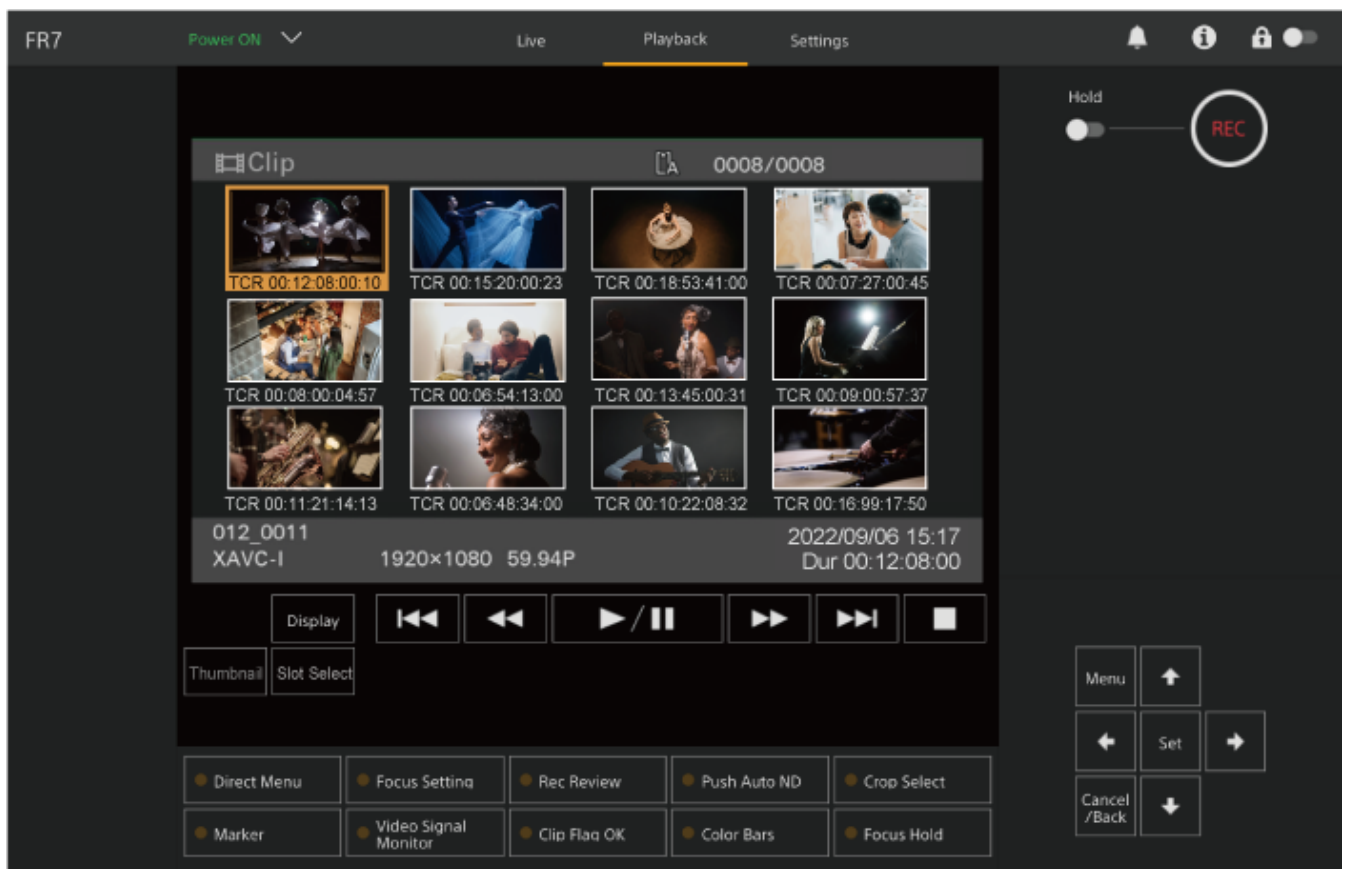 FR7 Power ON Live Playback Settings
Hold
REC
Clip A 0008/0008
TCR 00:12:08:00:10 TCR 00:15:20:00:23 TCR 00:18:53:41:00 TCR 00:07:27:00:45
TCR 00:08:00:04:57 TCR 00:06:54:13:00 TCR 00:13:45:00:31 TCR 00:09:00:57:37
TCR 00:11:21:14:13 TCR 00:06:48:34:00 TCR 00:10:22:08:32 TCR 00:16:99:17:50
012_0011 2022/09/06 15:17
XAVC-I 1920×1080 59.94P Dur 00:12:08:00
Display
Thumbnail Slot Select
Menu
Set
Cancel
/Back
Direct Menu Focus Setting Rec Review Push Auto ND Crop Select
Marker Video Signal
Monitor Clip Flag OK Color Bars Focus Hold